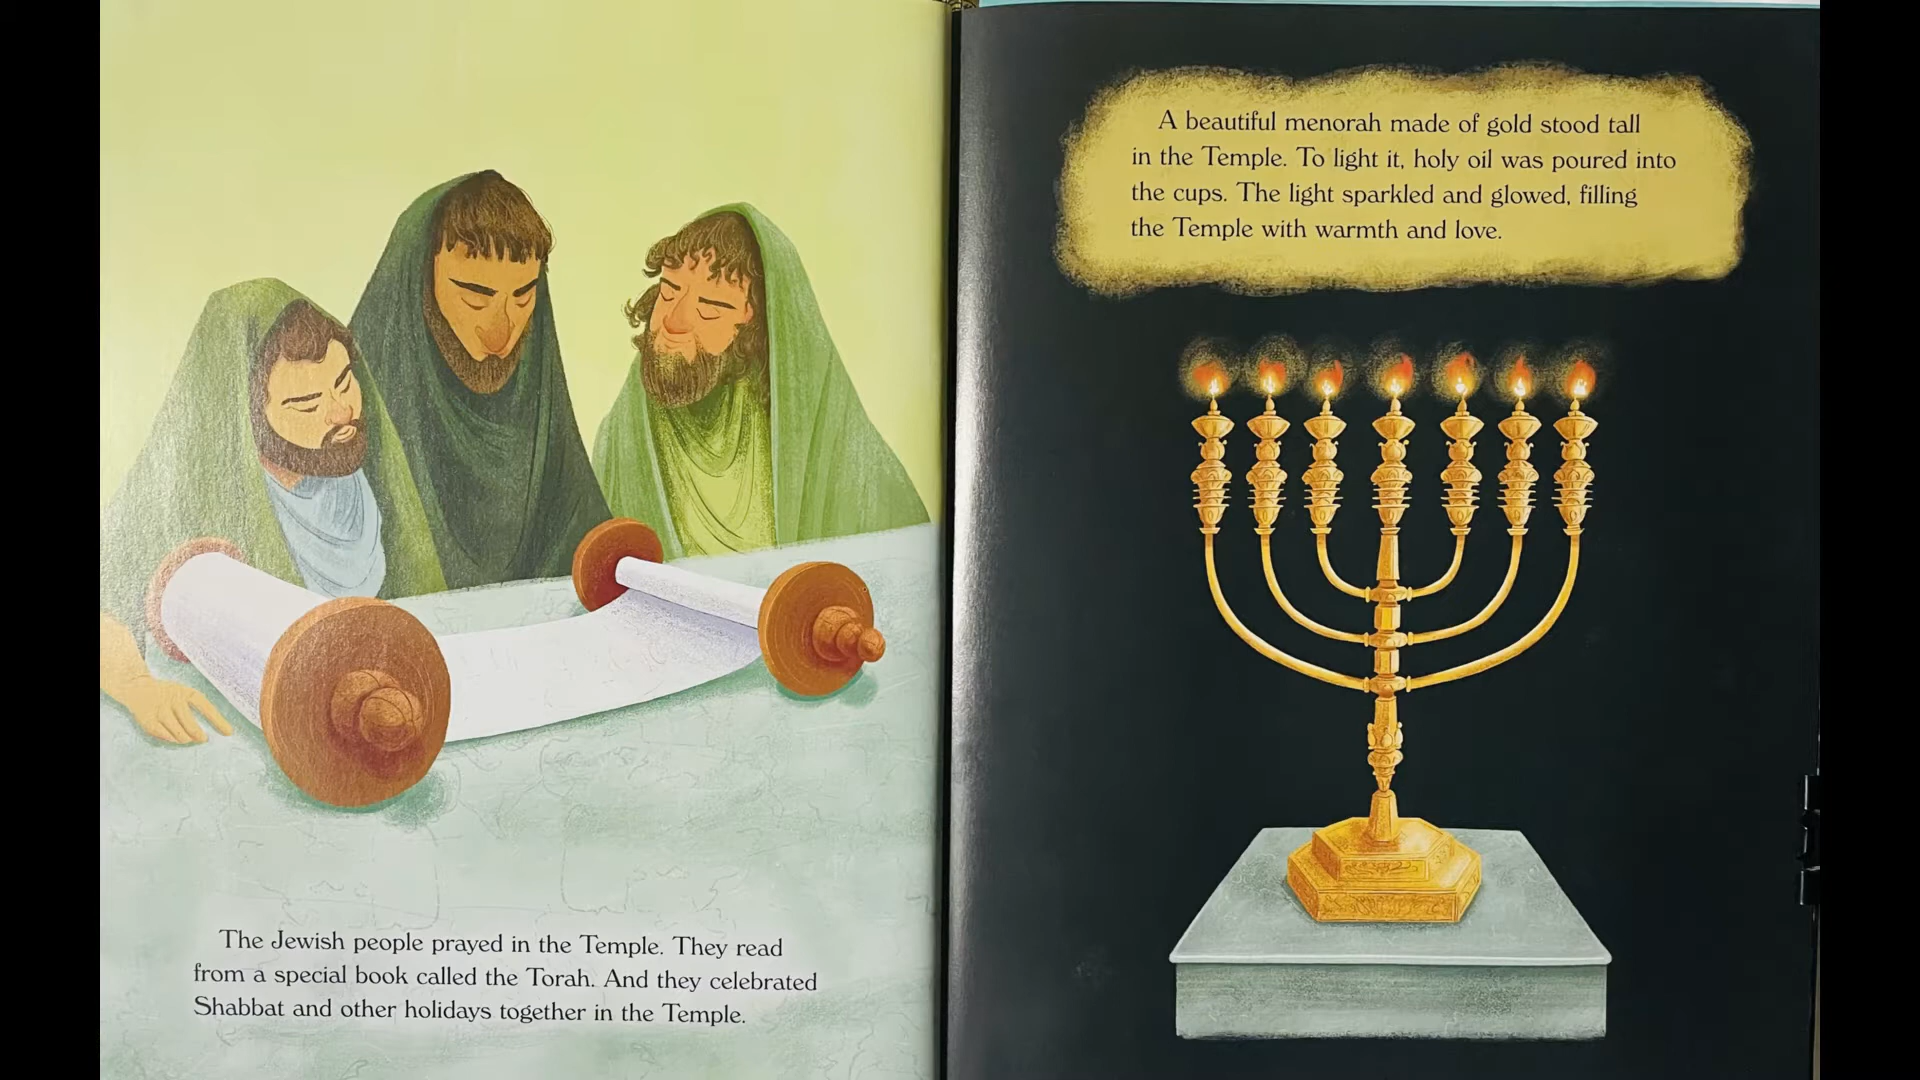 The Jewish people prayed in the Temple. They read
from a special book called the Torah. And they celebrated
Shabbat and other holidays together in the Temple.
A beautiful menorah made of gold stood tall
in the Temple. To light it, holy oil was poured into
the cups. The light sparkled and glowed, filling
the Temple with warmth and love.